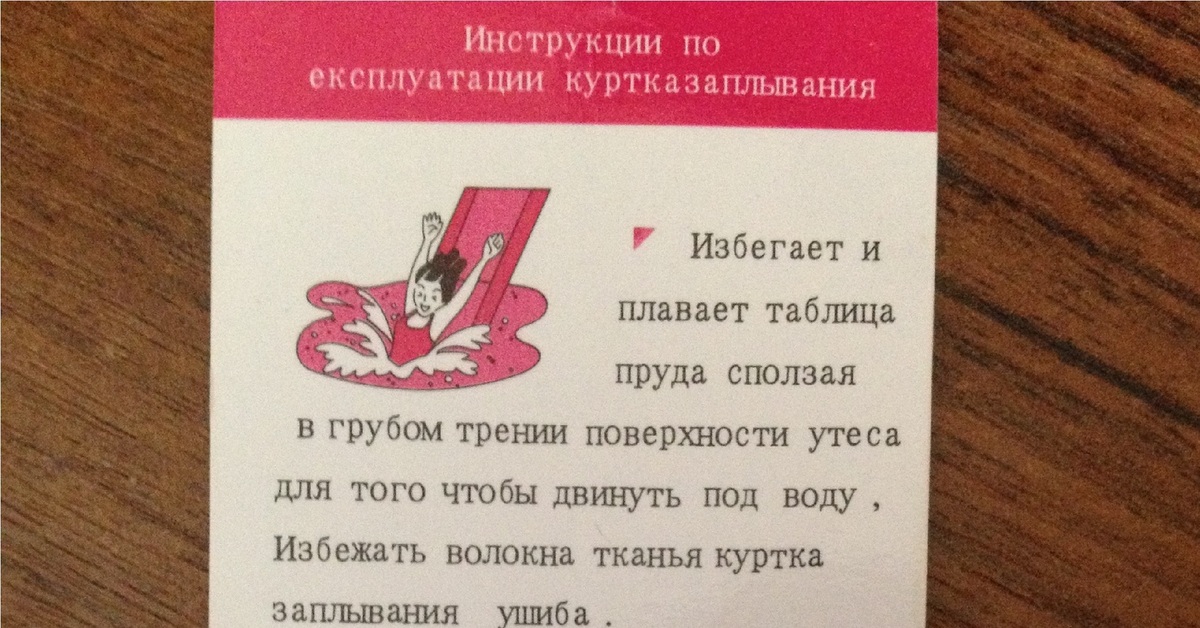 Инструкции по
експлуатации куртказаплывания
Избегает и
плавает таблица
пруда сползая
в грубом трении поверхности утеса
для того чтобы двинуть под воду ,
Избежать волокна тканья куртка
заплывания ушиба .